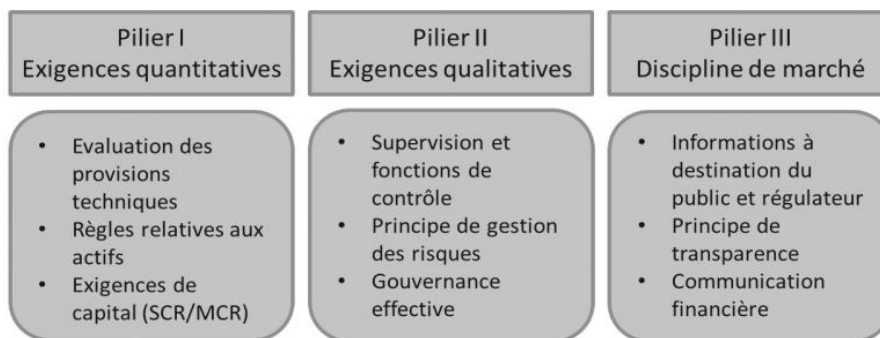 Pilier I
Exigences quantitatives
• Evaluation des
provisions
techniques
• Règles relatives aux
actifs
• Exigences de
capital (SCR/MCR)
Pilier II
Exigences qualitatives
• Supervision et
fonctions de
contrôle
• Principe de gestion
des risques
• Gouvernance
effective
Pilier III
Discipline de marché
• Informations à
destination du
public et régulateur
• Principe de
transparence
• Communication
financière